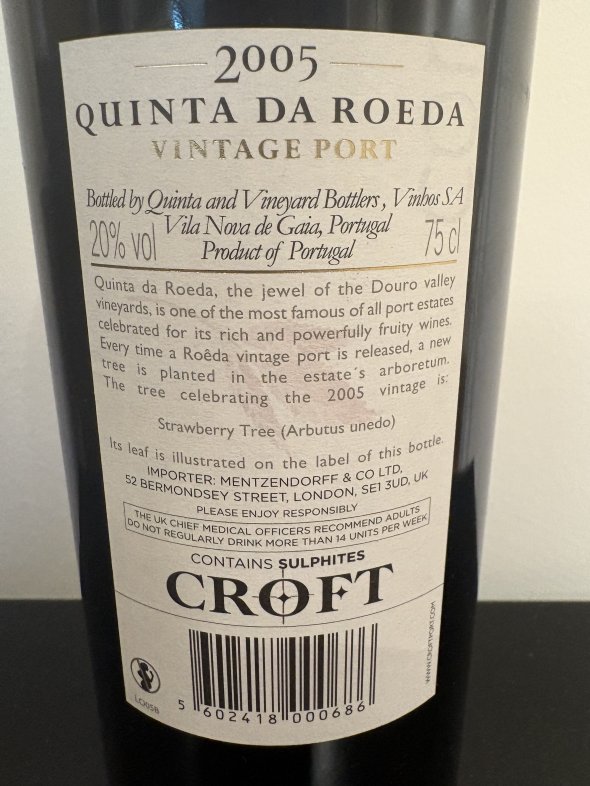 2005
QUINTA DA ROEDA
VINTAGE PORT
Bottled by Quinta and Vineyard Bottlers, Vinhos S.A
20% vol Vila Nova de Gaia, Portugal 75 cl
Product of Portugal
Quinta da Roeda, the jewel of the Douro valley
vineyards, is one of the most famous of all port estates
celebrated for its rich and powerfully fruity wines.
Every time a Roêda vintage port is released, a new
tree is planted in the estate´s arboretum.
The tree celebrating the 2005 vintage is:
Strawberry Tree (Arbutus unedo)
Its leaf is illustrated on the label of this bottle.
IMPORTER: MENTZENDORFF & CO LTD,
52 BERMONDSEY STREET, LONDON, SE1 3UD, UK
PLEASE ENJOY RESPONSIBLY
THE UK CHIEF MEDICAL OFFICERS RECOMMEND ADULTS
DO NOT REGULARLY DRINK MORE THAN 14 UNITS PER WEEK
CONTAINS SULPHITES
CROFT
WWW.CROFTPORT.COM
5 602418 000686